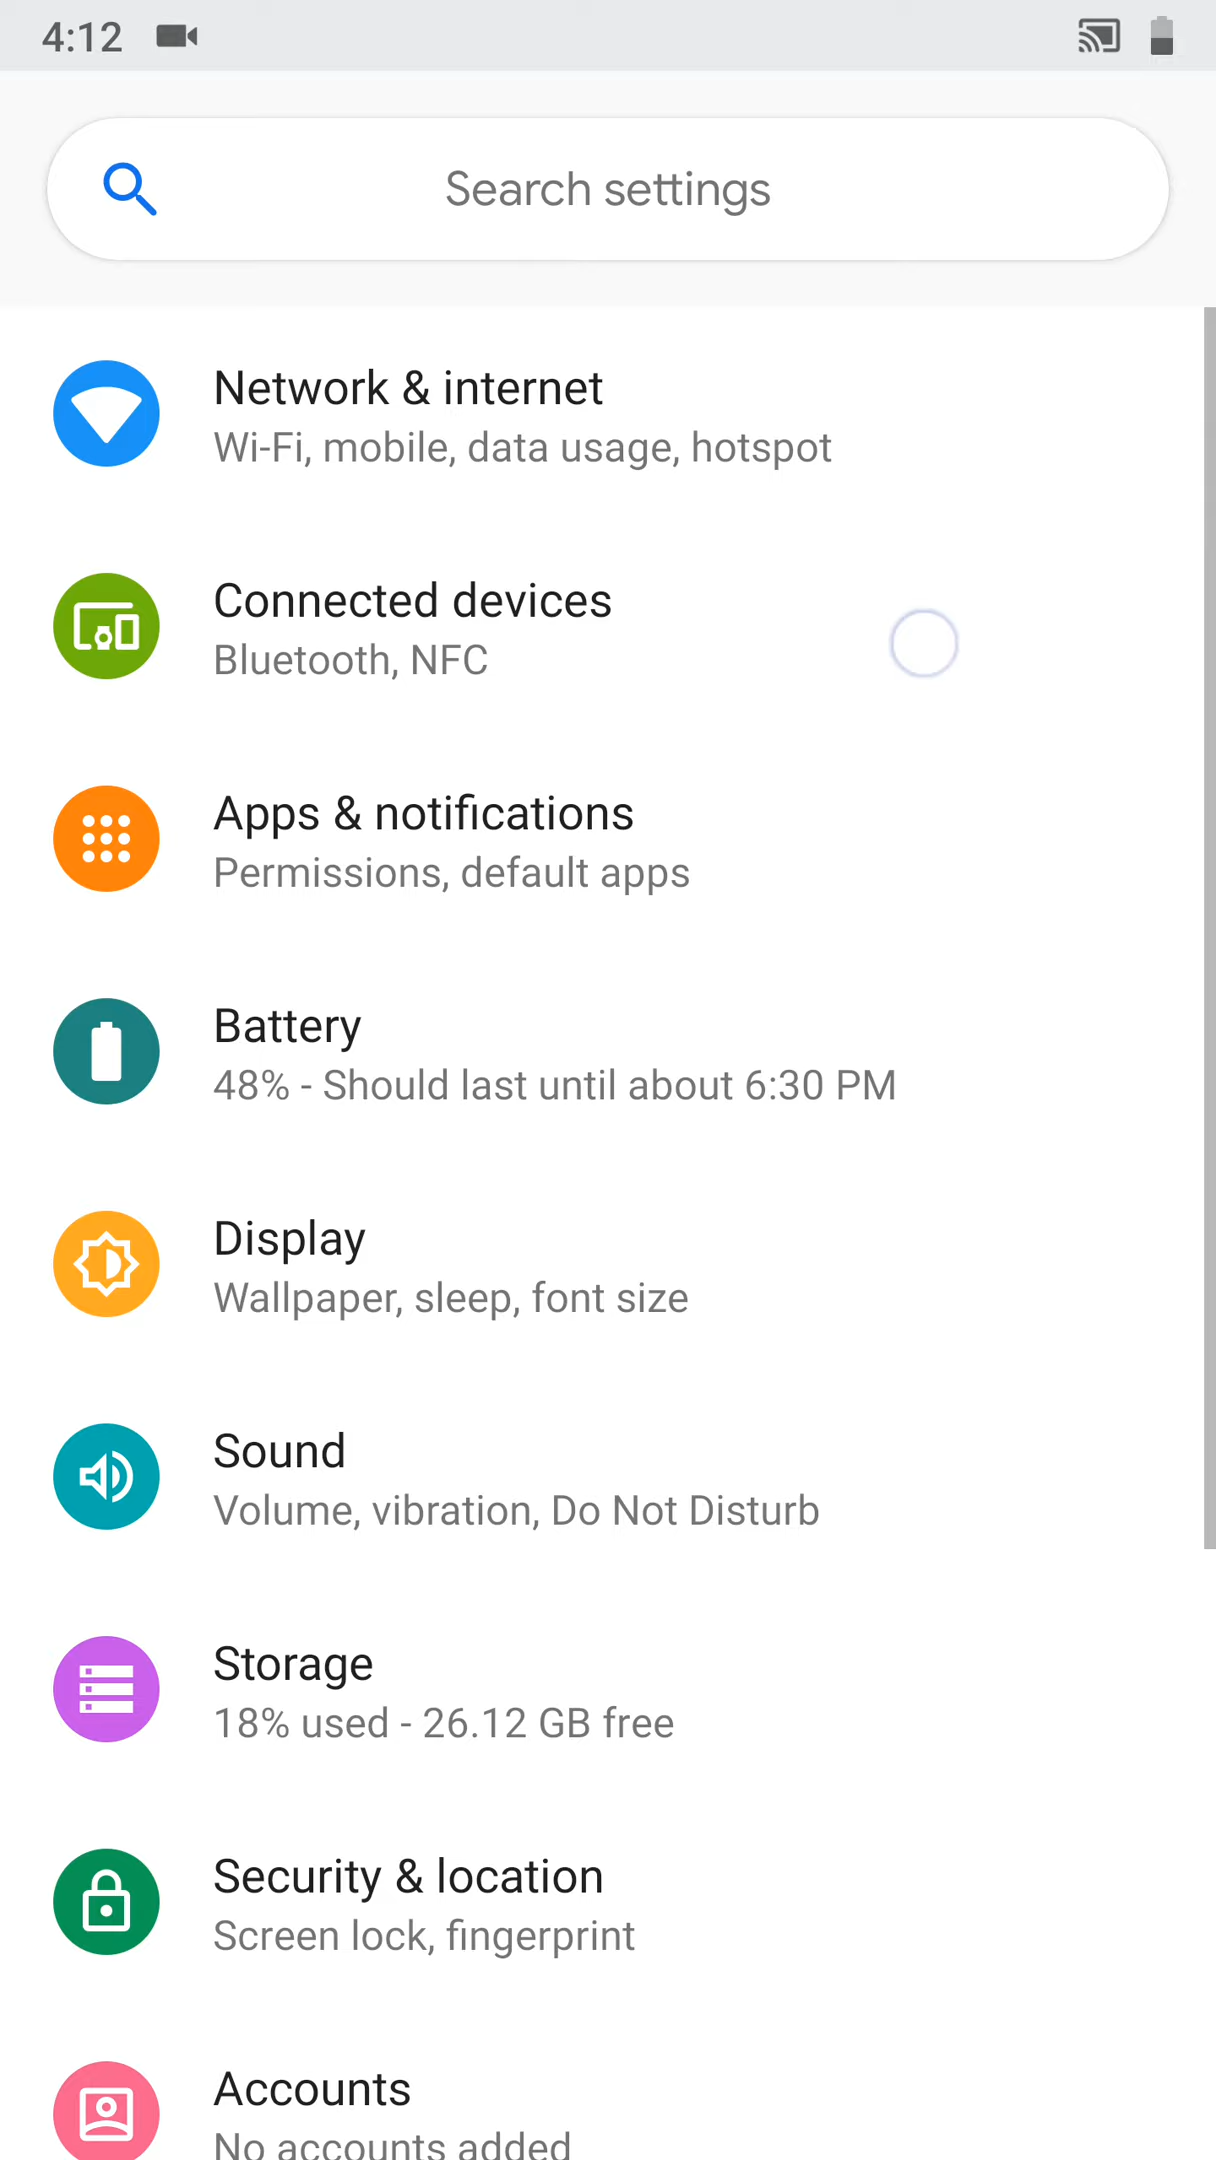 4:12
Search settings
Network & internet
Wi-Fi, mobile, data usage, hotspot
Connected devices
Bluetooth, NFC
Apps & notifications
Permissions, default apps
Battery
48% - Should last until about 6:30 PM
Display
Wallpaper, sleep, font size
Sound
Volume, vibration, Do Not Disturb
Storage
18% used - 26.12 GB free
Security & location
Screen lock, fingerprint
Accounts
No accounts added